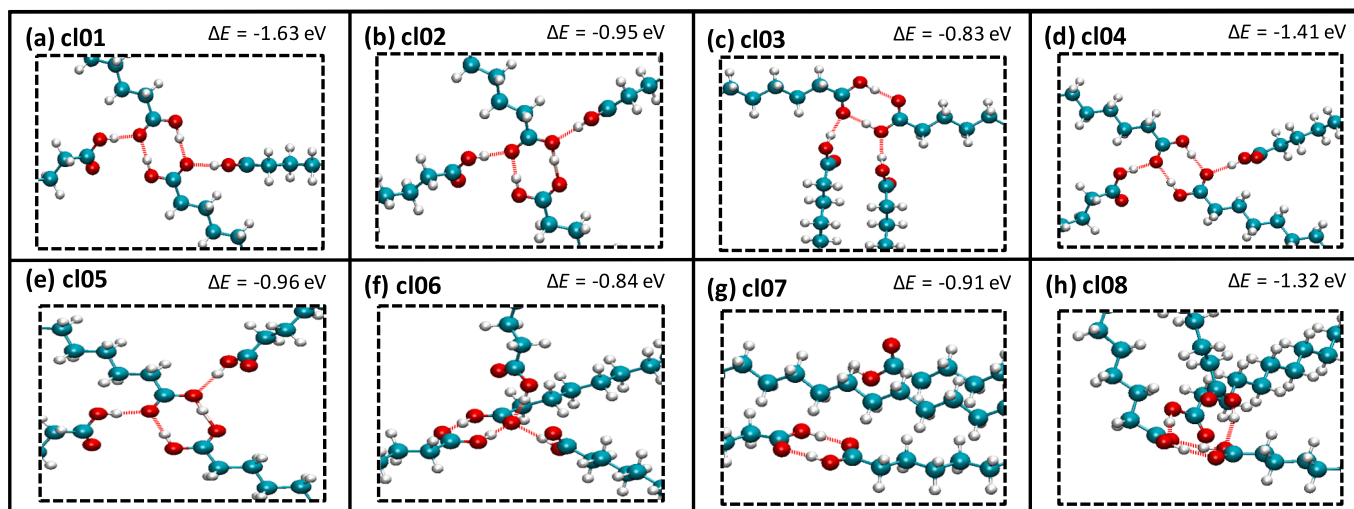 (a) cl01 ΔE = -1.63 eV
(b) cl02 ΔE = -0.95 eV
(c) cl03 ΔE = -0.83 eV
(d) cl04 ΔE = -1.41 eV
(e) cl05 ΔE = -0.96 eV
(f) cl06 ΔE = -0.84 eV
(g) cl07 ΔE = -0.91 eV
(h) cl08 ΔE = -1.32 eV